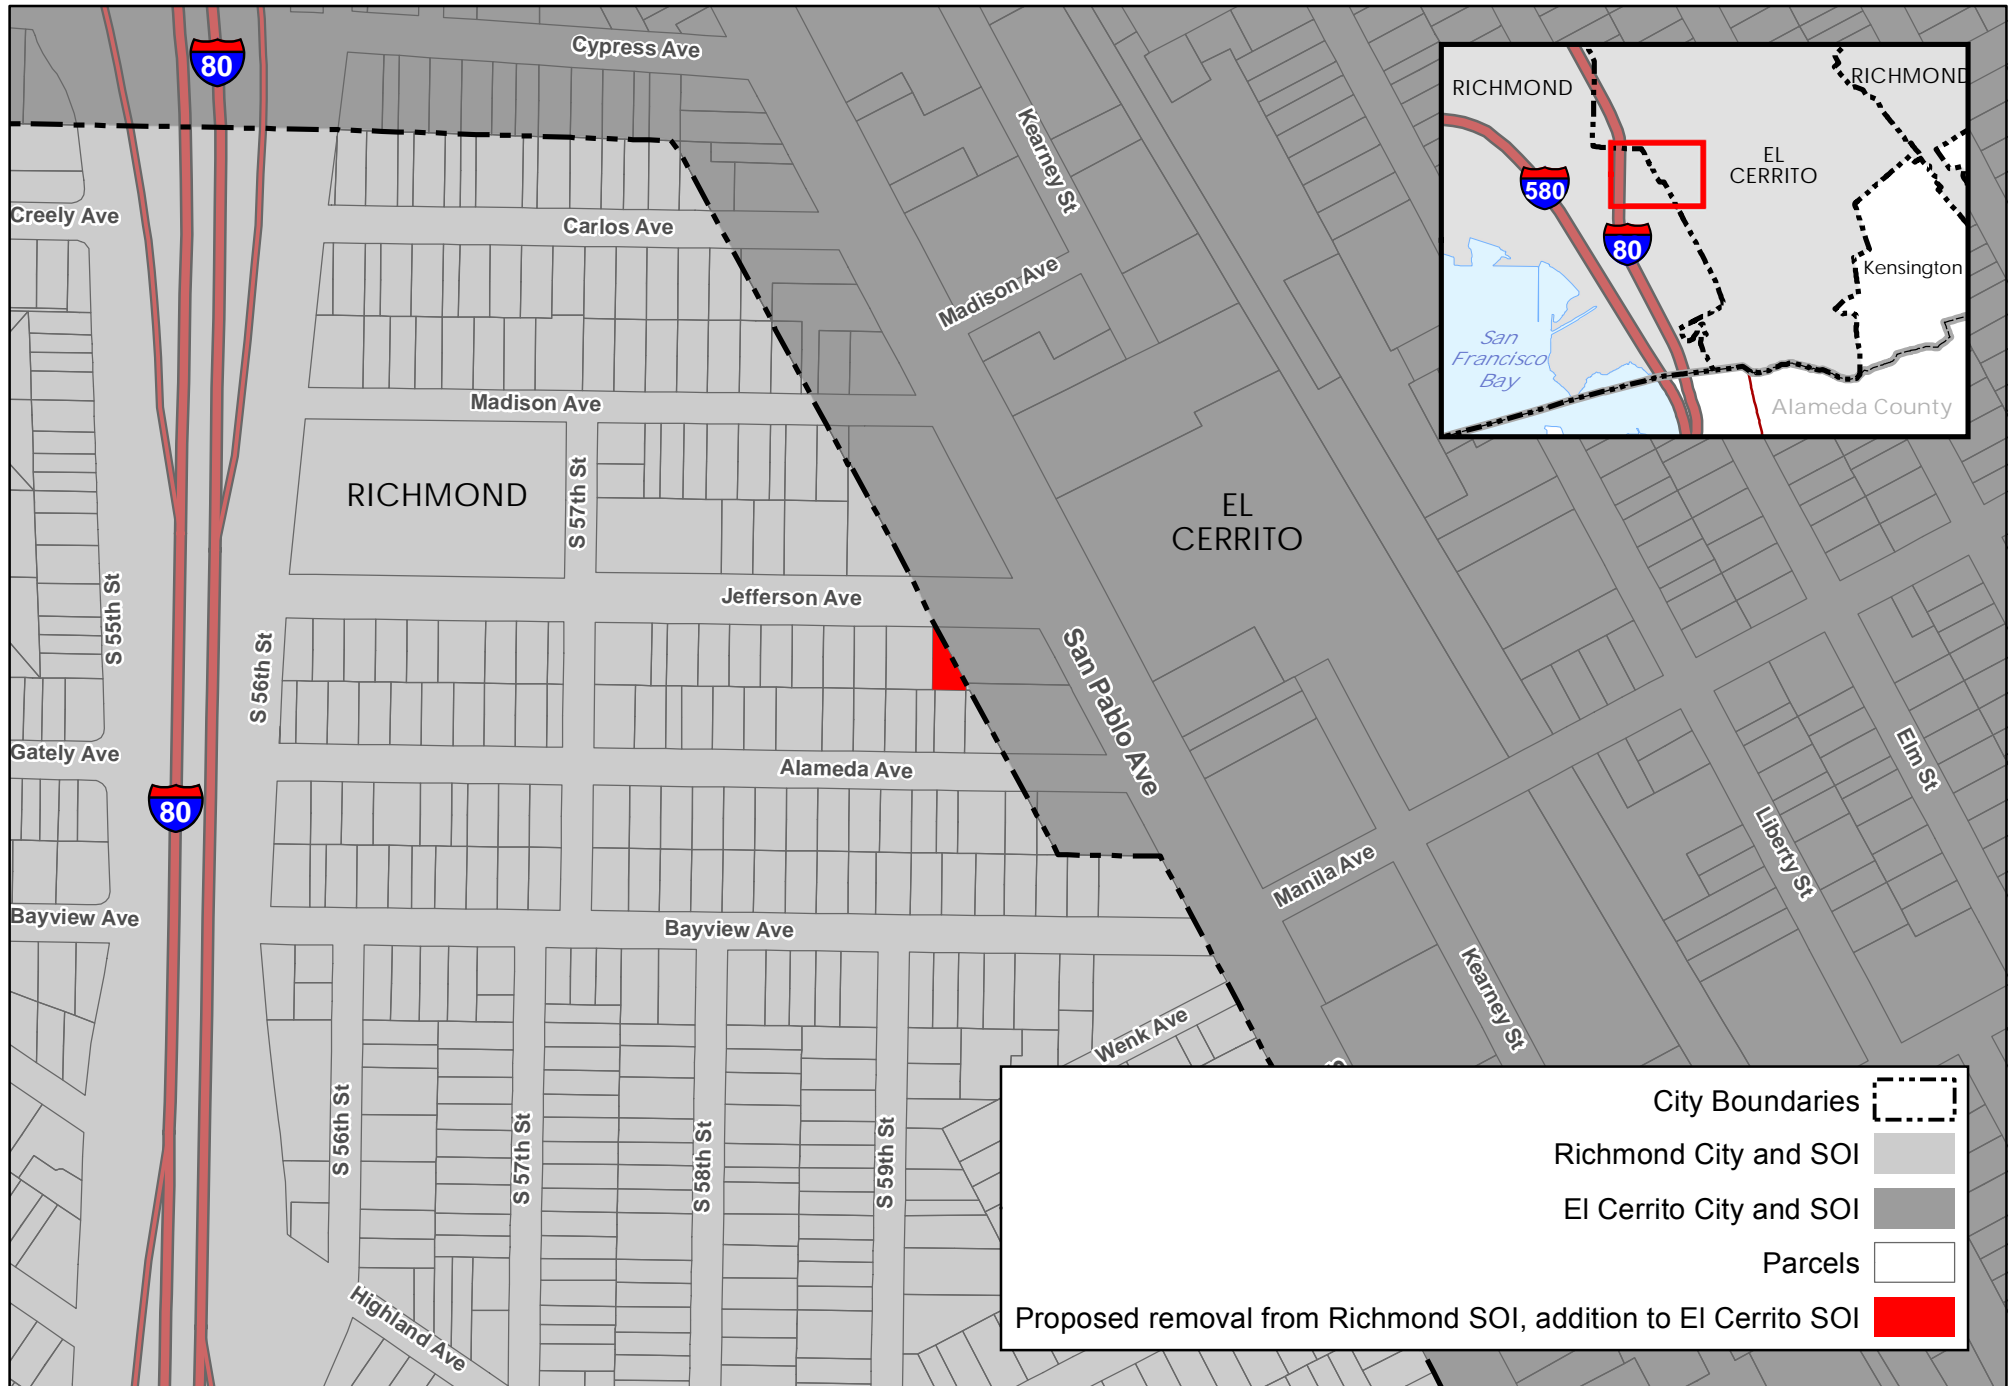 Cypress Ave
80
Kearney St
Creely Ave
Carlos Ave
Madison Ave
Madison Ave
RICHMOND
S 57th St
EL
CERRITO
S 55th St
Jefferson Ave
S 56th St
San Pablo Ave
Gately Ave
Alameda Ave
80
Elm St
Liberty St
Manila Ave
Bayview Ave
Bayview Ave
Kearney St
Wenk Ave
S 56th St
S 57th St
S 58th St
S 59th St
Highland Ave
RICHMOND
RICHMOND
EL
CERRITO
580
80
Kensington
San
Francisco
Bay
Alameda County
City Boundaries
Richmond City and SOI
El Cerrito City and SOI
Parcels
Proposed removal from Richmond SOI, addition to El Cerrito SOI